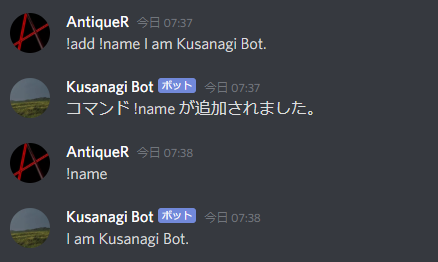 AntiqueR 今日 07:37
!add !name I am Kusanagi Bot.
Kusanagi Bot ボット 今日 07:37
コマンド !name が追加されました。
AntiqueR 今日 07:38
!name
Kusanagi Bot ボット 今日 07:38
I am Kusanagi Bot.